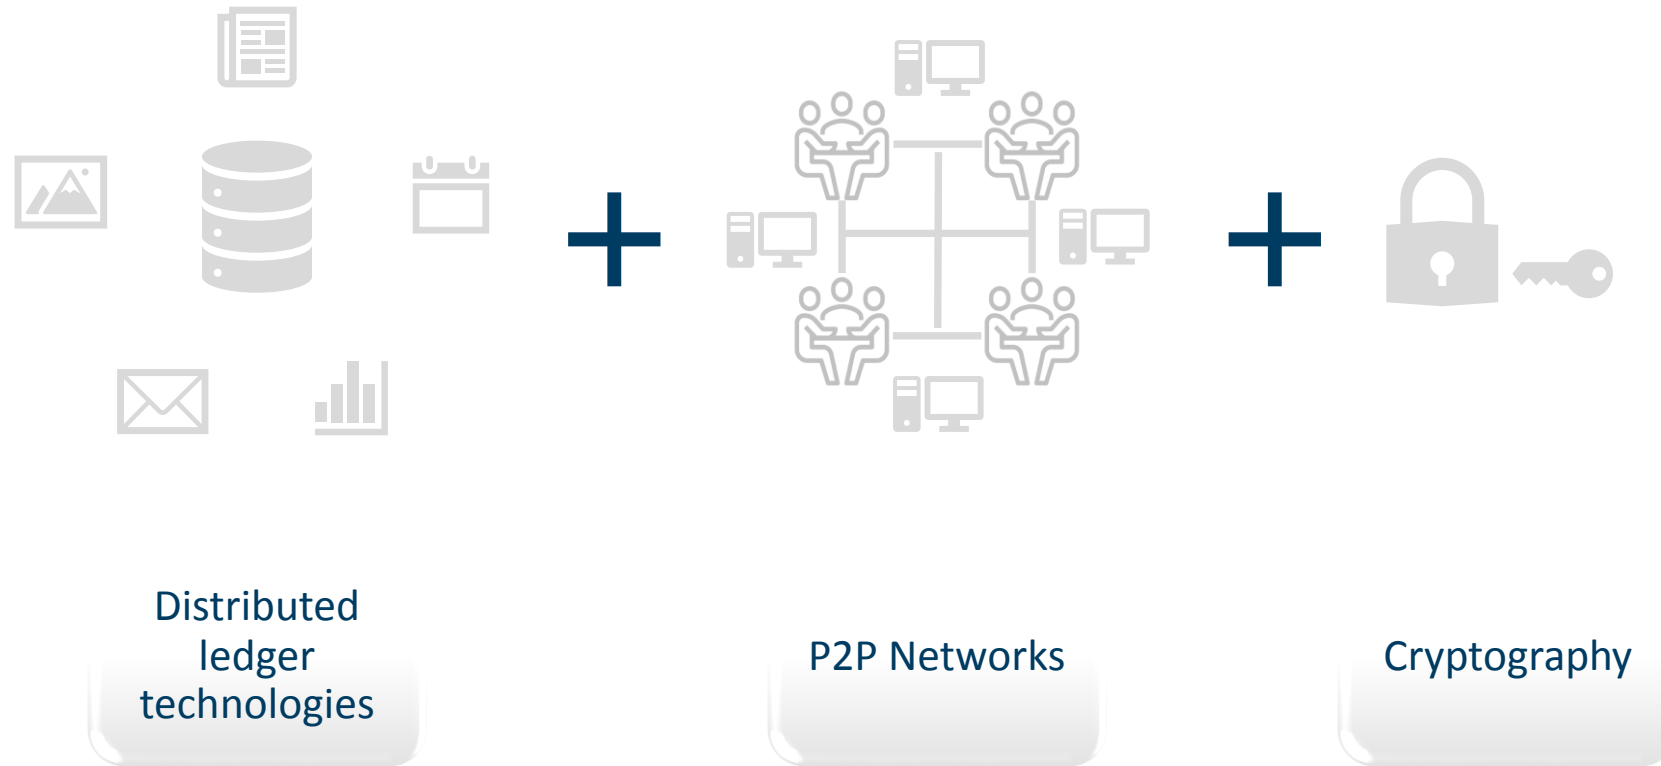 Distributed
ledger
technologies
P2P Networks
Cryptography